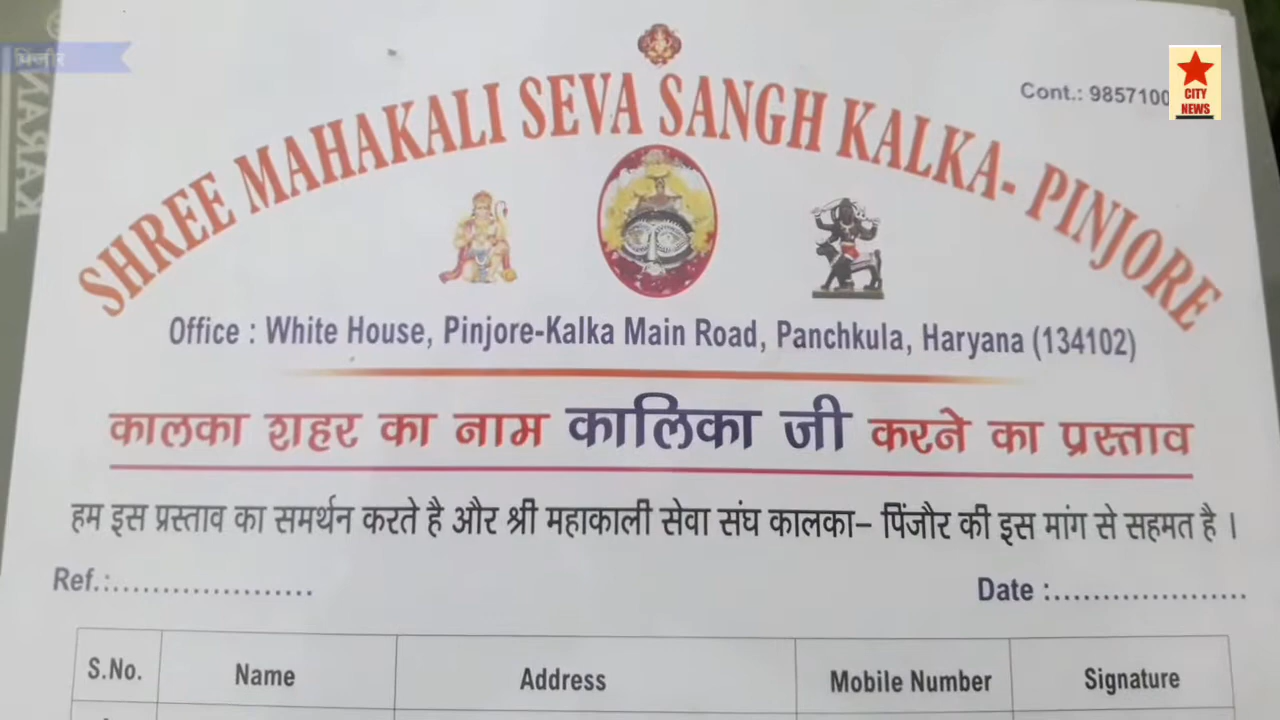 पिंजौर
CITY
NEWS
Cont.: 9857100
SHREE MAHAKALI SEVA SANGH KALKA- PINJORE
Office : White House, Pinjore-Kalka Main Road, Panchkula, Haryana (134102)
कालका शहर का नाम कालिका जी करने का प्रस्ताव
हम इस प्रस्ताव का समर्थन करते है और श्री महाकाली सेवा संघ कालका– पिंजौर की इस मांग से सहमत है ।
Ref.:.....................
Date :.....................
S.No. Name Address Mobile Number Signature